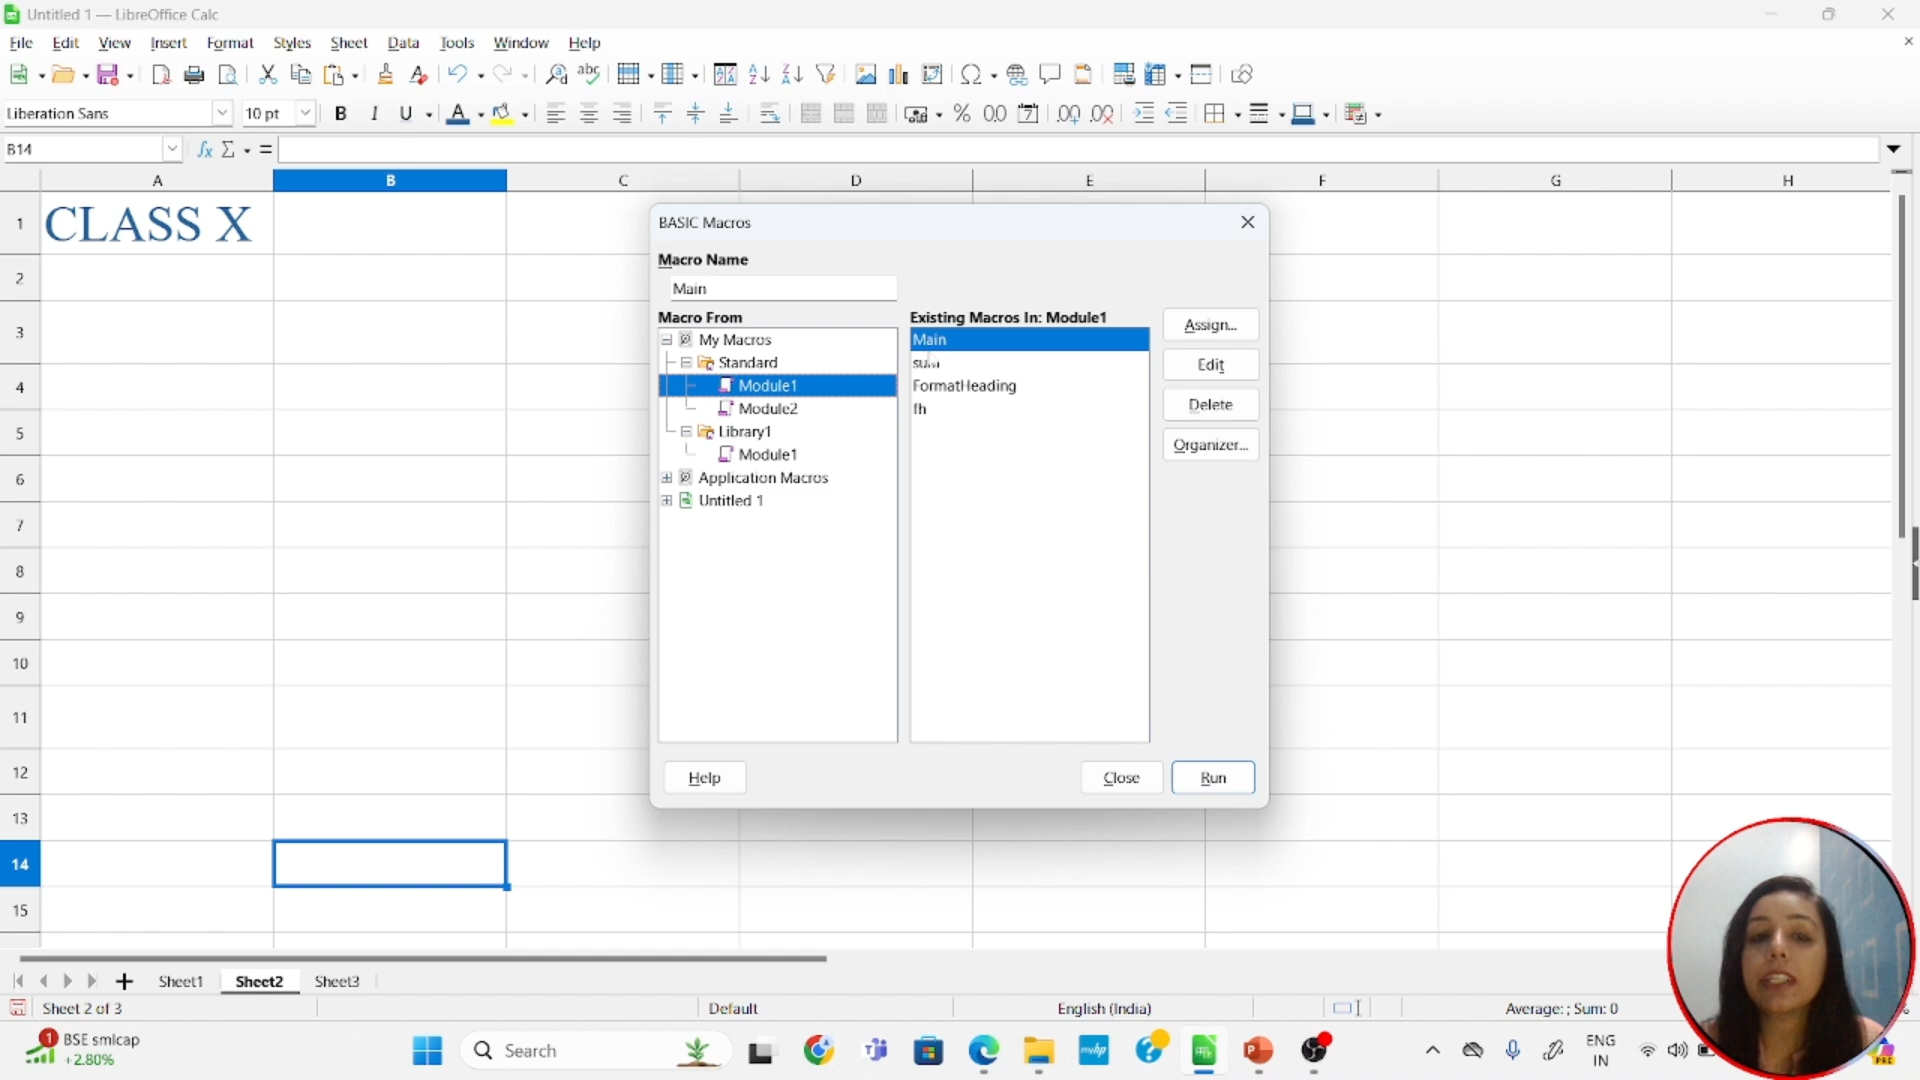 Untitled 1 — LibreOffice Calc
File Edit View Insert Format Styles Sheet Data Tools Window Help
Liberation Sans 10 pt
B14
A B C D E F G H
1 CLASS X
2
3
4
5
6
7
8
9
10
11
12
13
14
15
BASIC Macros
Macro Name
Main
Macro From
My Macros
Standard
Module1
Module2
Library1
Module1
Application Macros
Untitled 1
Existing Macros In: Module1
Main
sum
FormatHeading
fh
Assign...
Edit
Delete
Organizer...
Help Close Run
Sheet1 Sheet2 Sheet3
Sheet 2 of 3 Default English (India) Average: ; Sum: 0
1 BSE smlcap
+2.80%
Search
myhp
ENG
IN
PRE